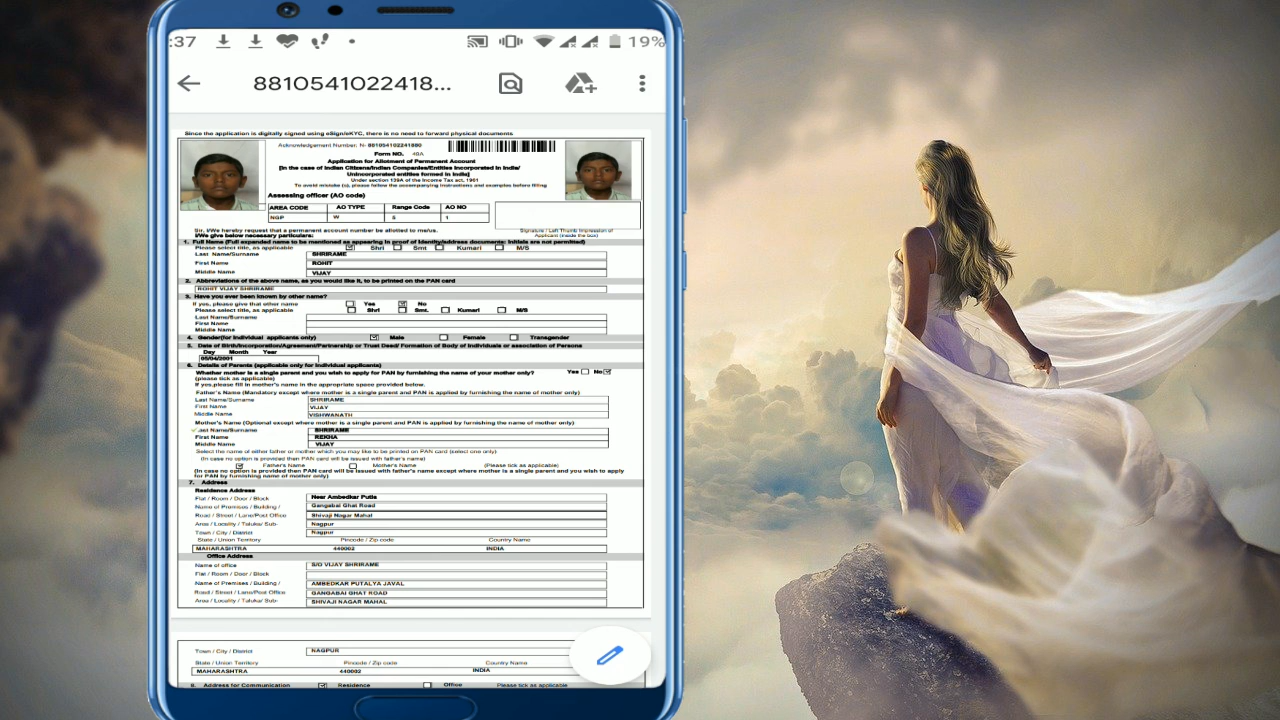 :37 19%
8810541022418...
Since the application is digitally signed using eSign/eKYC, there is no need to forward physical documents
Acknowledgement Number: N- 881054102241880
Form NO. 49A
Application for Allotment of Permanent Account
[In the case of Indian Citizens/Indian Companies/Entities Incorporated in India/
Unincorporated entities formed in India]
Under section 139A of the Income Tax act, 1961
To avoid mistake (s), please follow the accompanying instructions and examples before filling
Assessing officer (AO code)
AREA CODE AO TYPE Range Code AO NO
NGP W 5 1
Signature / Left Thumb Impression of
Applicant (inside the box)
Sir, I/We hereby request that a permanent account number be allotted to me/us.
I/We give below necessary particulars:
1. Full Name (Full expanded name to be mentioned as appearing in proof of identity/address documents: initials are not permitted)
Please select title, as applicable Shri Smt Kumari M/S
Last Name/Surname SHRIRAME
First Name ROHIT
Middle Name VIJAY
2. Abbreviations of the above name, as you would like it, to be printed on the PAN card
ROHIT VIJAY SHRIRAME
3. Have you ever been known by other name?
If yes, please give that other name Yes No
Please select title, as applicable Shri Smt. Kumari M/S
Last Name/Surname
First Name
Middle Name
4. Gender(for Individual applicants only) Male Female Transgender
5. Date of Birth/Incorporation/Agreement/Partnership or Trust Deed/ Formation of Body of Individuals or association of Persons
Day Month Year
05/04/2001
6. Details of Parents (applicable only for individual applicants)
Whether mother is a single parent and you wish to apply for PAN by furnishing the name of your mother only? Yes No
(please tick as applicable)
If yes,please fill in mother's name in the appropriate space provided below.
Father's Name (Mandatory except where mother is a single parent and PAN is applied by furnishing the name of mother only)
Last Name/Surname SHRIRAME
First Name VIJAY
Middle Name VISHWANATH
Mother's Name (Optional except where mother is a single parent and PAN is applied by furnishing the name of mother only)
Last Name/Surname SHRIRAME
First Name REKHA
Middle Name VIJAY
Select the name of either father or mother which you may like to be printed on PAN card (select one only)
(In case no option is provided then PAN card will be issued with father's name)
Father's Name Mother's Name (Please tick as applicable)
(In case no option is provided then PAN card will be issued with father's name except where mother is a single parent and you wish to apply
for PAN by furnishing name of mother only)
7. Address
Residence Address
Flat / Room / Door / Block Near Ambedkar Putla
Name of Premises / Building / Gangabai Ghat Road
Road / Street / Lane/Post Office Shivaji Nagar Mahal
Area / Locality / Taluka/ Sub- Nagpur
Town / City / District Nagpur
State / Union Territory Pincode / Zip code Country Name
MAHARASHTRA 440002 INDIA
Office Address
Name of office S/O VIJAY SHRIRAME
Flat / Room / Door / Block
Name of Premises / Building / AMBEDKAR PUTALYA JAVAL
Road / Street / Lane/Post Office GANGABAI GHAT ROAD
Area / Locality / Taluka/ Sub- SHIVAJI NAGAR MAHAL
Town / City / District NAGPUR
State / Union Territory Pincode / Zip code Country Name
MAHARASHTRA 440002 INDIA
8. Address for Communication Residence Office Please tick as applicable